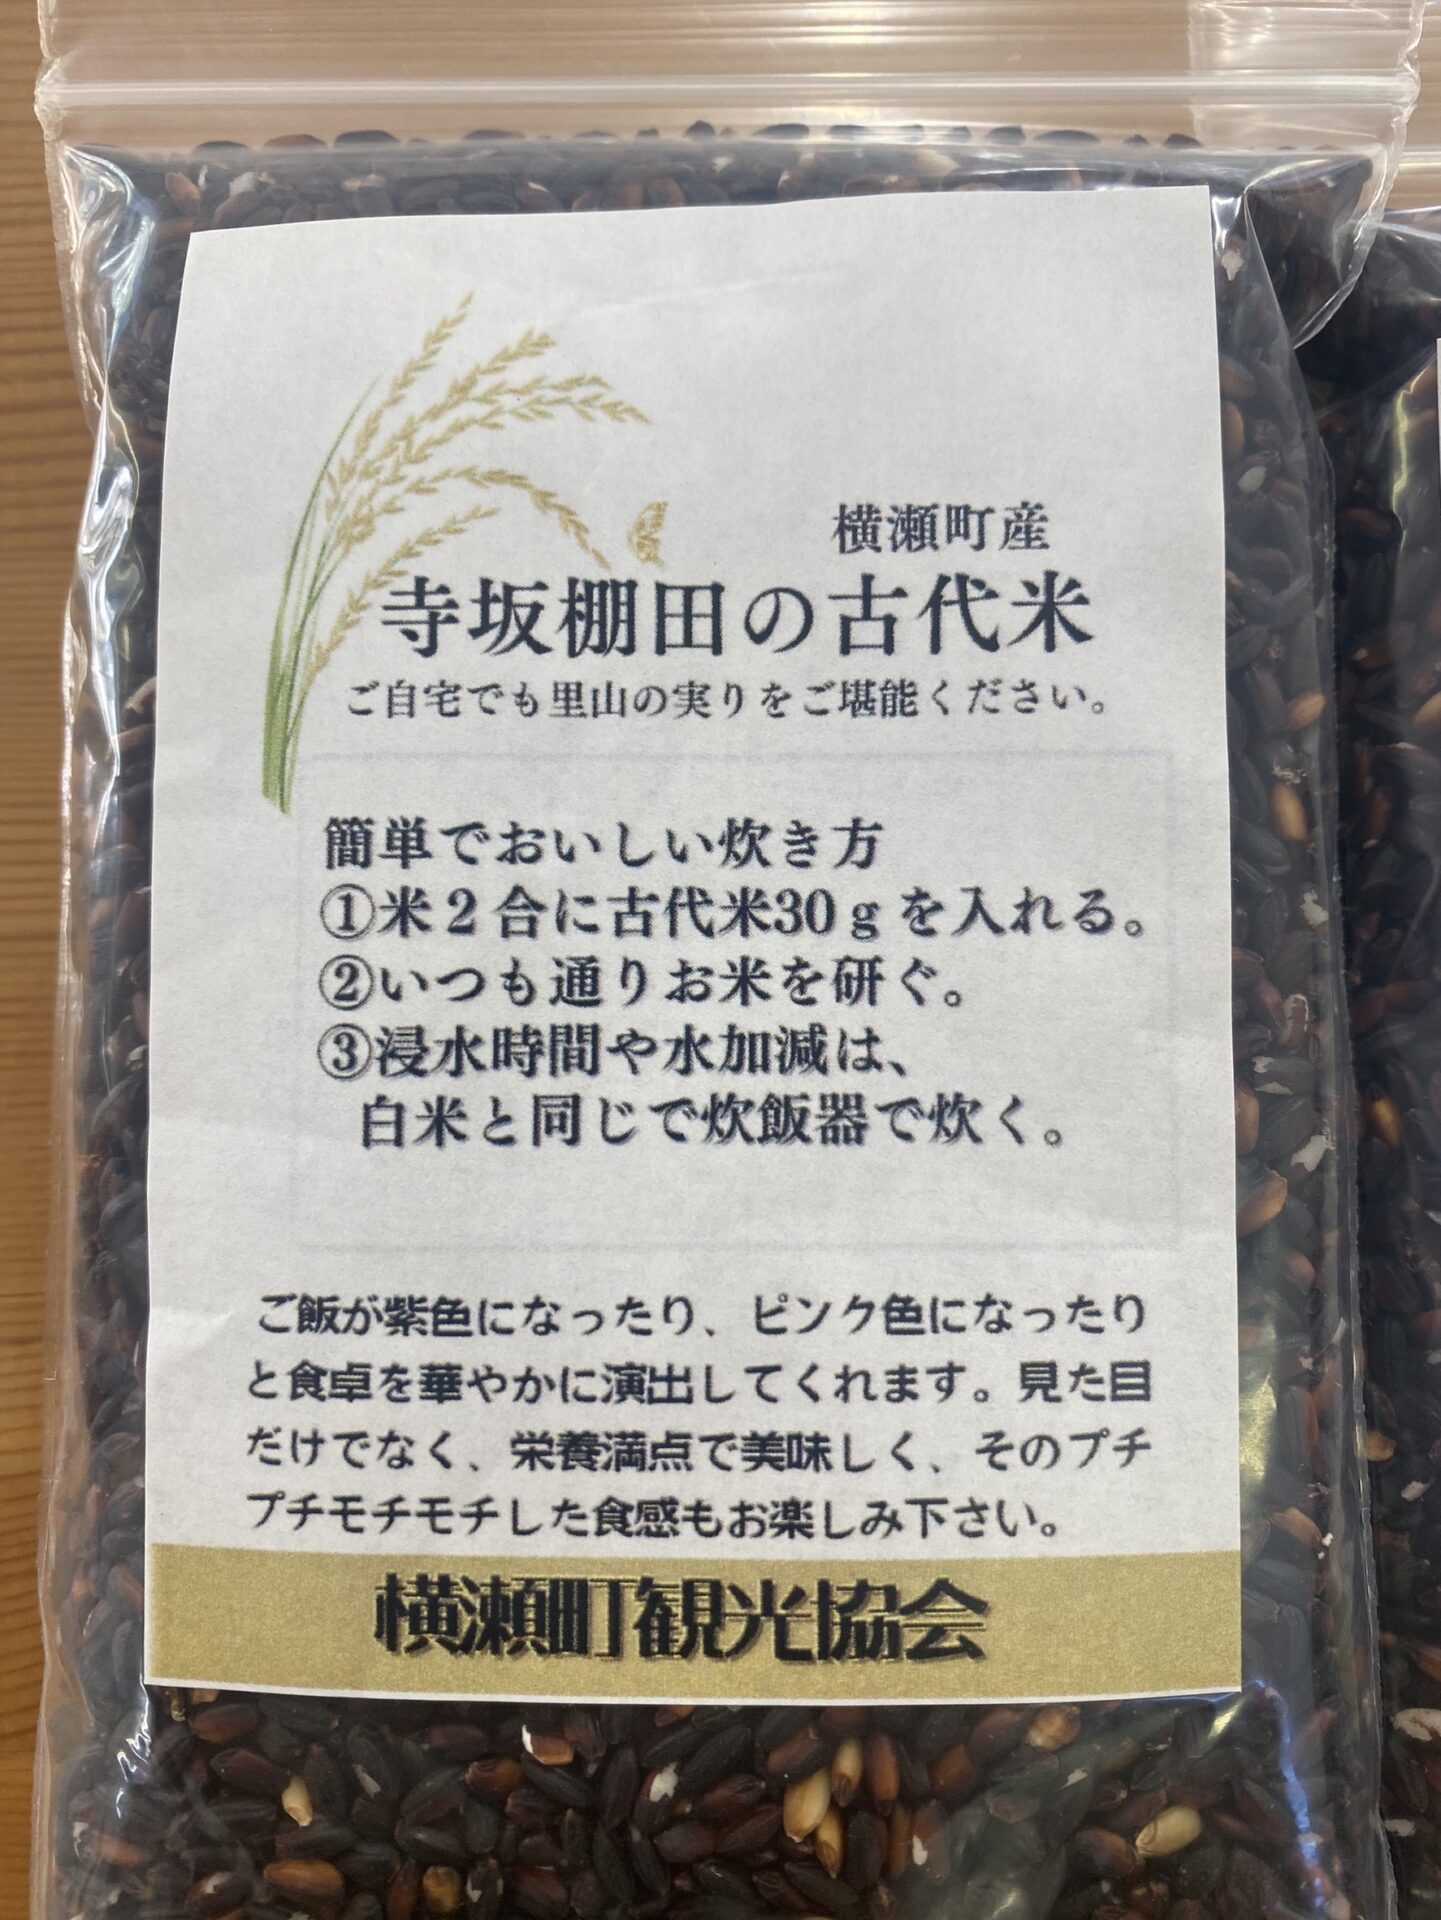 横瀬町産
寺坂棚田の古代米
ご自宅でも里山の実りをご堪能ください。
簡単でおいしい炊き方
①米２合に古代米30ｇを入れる。
②いつも通りお米を研ぐ。
③浸水時間や水加減は、
白米と同じで炊飯器で炊く。
ご飯が紫色になったり、ピンク色になったり
と食卓を華やかに演出してくれます。見た目
だけでなく、栄養満点で美味しく、そのプチ
プチモチモチした食感もお楽しみ下さい。
横瀬町観光協会